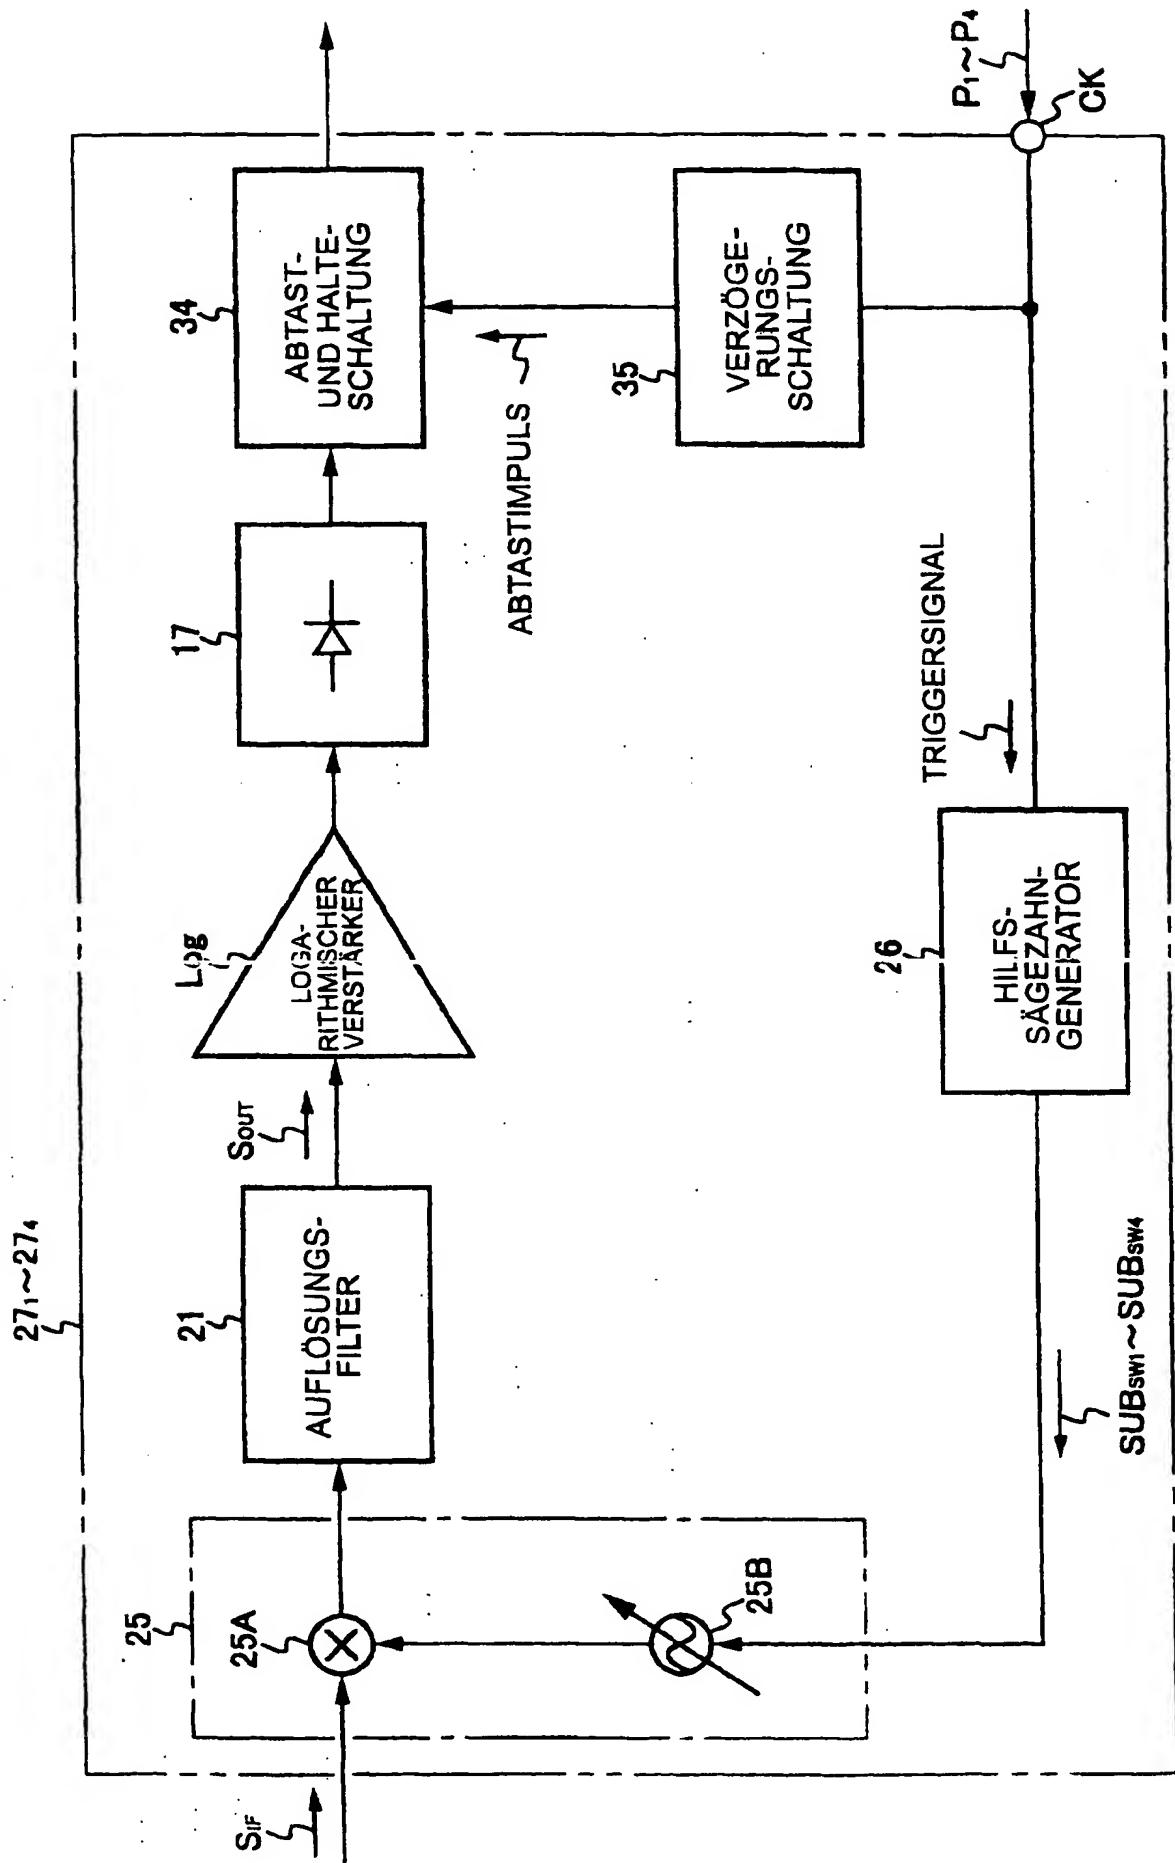 27₁~27₄
S_IF
25
25A
25B
21
AUFLÖSUNGS-
FILTER
S_OUT
Log
LOGA-
RITHMISCHER
VERSTÄRKER
17
34
ABTAST-
UND HALTE-
SCHALTUNG
ABTASTIMPULS
35
VERZÖGE-
RUNGS-
SCHALTUNG
TRIGGERSIGNAL
26
HILFS-
SÄGEZAHN-
GENERATOR
SUB_SW1~SUB_SW4
P₁~P₄
CK